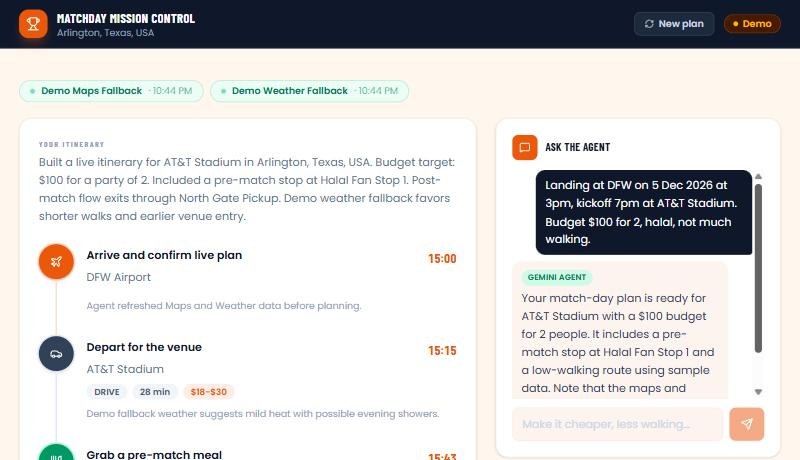 MATCHDAY MISSION CONTROL
Arlington, Texas, USA
New plan
Demo
Demo Maps Fallback · 10:44 PM
Demo Weather Fallback · 10:44 PM
YOUR ITINERARY
Built a live itinerary for AT&T Stadium in Arlington, Texas, USA. Budget target:
$100 for a party of 2. Included a pre-match stop at Halal Fan Stop 1. Post-
match flow exits through North Gate Pickup. Demo weather fallback favors
shorter walks and earlier venue entry.
Arrive and confirm live plan
15:00
DFW Airport
Agent refreshed Maps and Weather data before planning.
Depart for the venue
15:15
AT&T Stadium
DRIVE
28 min
$18–$30
Demo fallback weather suggests mild heat with possible evening showers.
Grab a pre-match meal
15:43
ASK THE AGENT
Landing at DFW on 5 Dec 2026 at
3pm, kickoff 7pm at AT&T Stadium.
Budget $100 for 2, halal, not much
walking.
GEMINI AGENT
Your match-day plan is ready for
AT&T Stadium with a $100 budget
for 2 people. It includes a pre-
match stop at Halal Fan Stop 1 and
a low-walking route using sample
data. Note that the maps and
Make it cheaper, less walking...